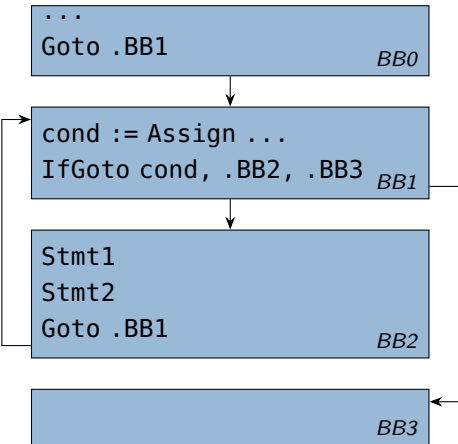 ...
Goto .BB1
BB0
cond := Assign ...
IfGoto cond, .BB2, .BB3
BB1
Stmt1
Stmt2
Goto .BB1
BB2
BB3